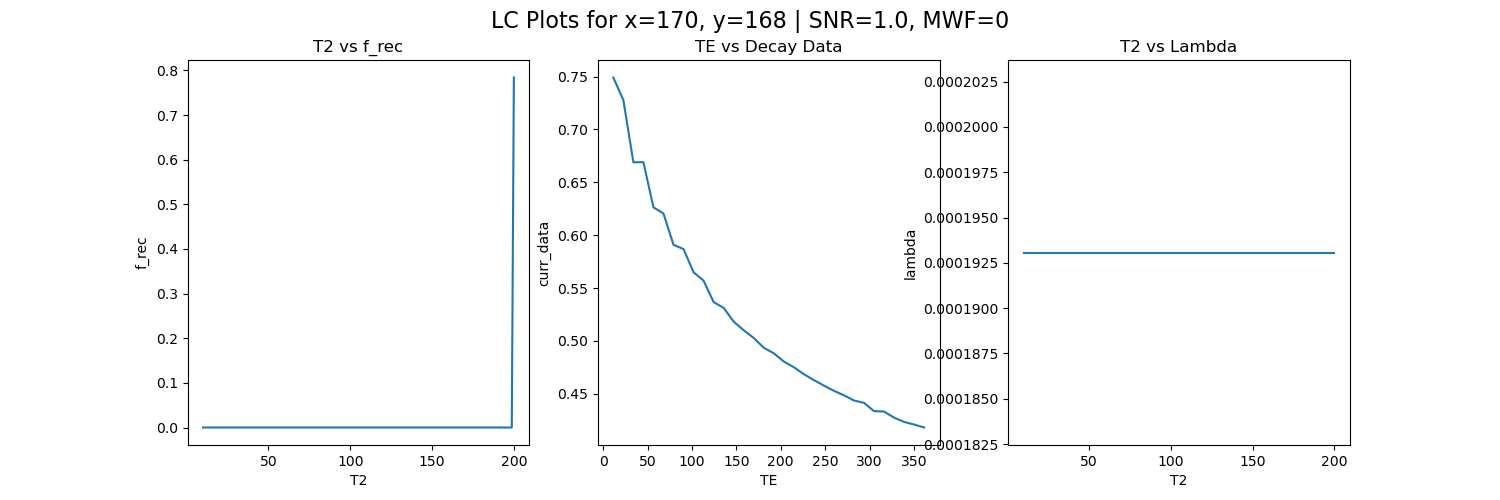 LC Plots for x=170, y=168 | SNR=1.0, MWF=0
T2 vs f_rec
f_rec
0.8
0.7
0.6
0.5
0.4
0.3
0.2
0.1
0.0
50 100 150 200
T2
TE vs Decay Data
curr_data
0.75
0.70
0.65
0.60
0.55
0.50
0.45
0 50 100 150 200 250 300 350
TE
T2 vs Lambda
lambda
0.0002025
0.0002000
0.0001975
0.0001950
0.0001925
0.0001900
0.0001875
0.0001850
0.0001825
50 100 150 200
T2